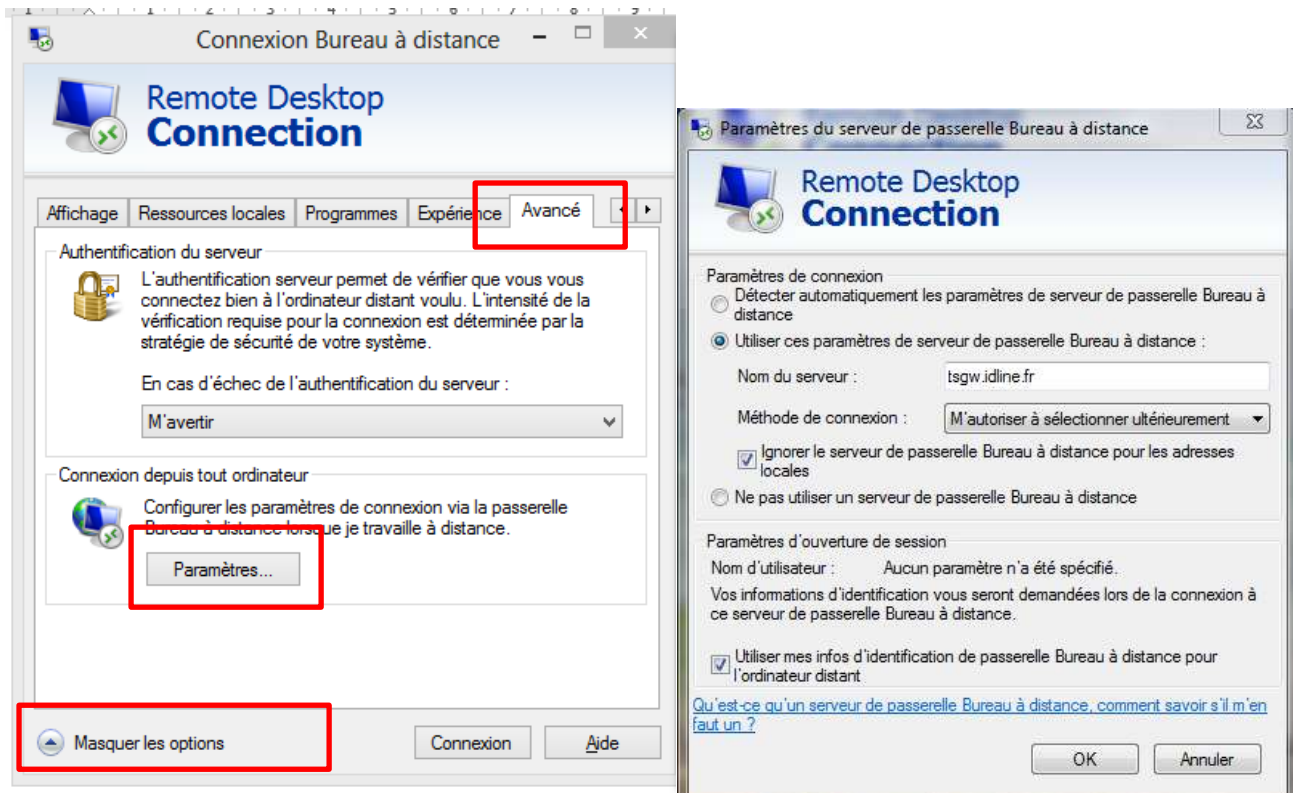 Connexion Bureau à distance
Remote Desktop
Connection
Affichage Ressources locales Programmes Expérience Avancé
Authentification du serveur
L'authentification serveur permet de vérifier que vous vous
connectez bien à l'ordinateur distant voulu. L'intensité de la
vérification requise pour la connexion est déterminée par la
stratégie de sécurité de votre système.
En cas d'échec de l'authentification du serveur :
M'avertir
Connexion depuis tout ordinateur
Configurer les paramètres de connexion via la passerelle
Bureau à distance lorsque je travaille à distance.
Paramètres...
Masquer les options
Connexion
Aide
Paramètres du serveur de passerelle Bureau à distance
Remote Desktop
Connection
Paramètres de connexion
Détecter automatiquement les paramètres de serveur de passerelle Bureau à
distance
Utiliser ces paramètres de serveur de passerelle Bureau à distance :
Nom du serveur : tsgw.idline.fr
Méthode de connexion : M'autoriser à sélectionner ultérieurement
Ignorer le serveur de passerelle Bureau à distance pour les adresses
locales
Ne pas utiliser un serveur de passerelle Bureau à distance
Paramètres d'ouverture de session
Nom d'utilisateur : Aucun paramètre n'a été spécifié.
Vos informations d'identification vous seront demandées lors de la connexion à
ce serveur de passerelle Bureau à distance.
Utiliser mes infos d'identification de passerelle Bureau à distance pour
l'ordinateur distant
Qu'est-ce qu'un serveur de passerelle Bureau à distance, comment savoir s'il m'en
faut un ?
OK
Annuler